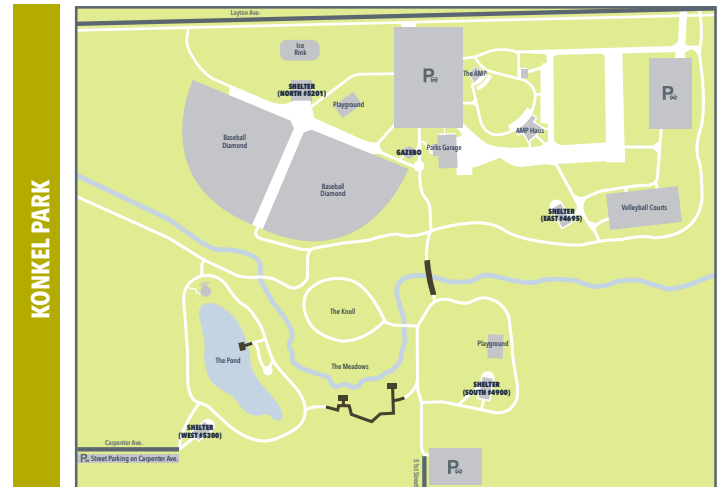 KONKEL PARK
Layton Ave·
Ice
Rink
P
The AMP
P
SHELTER
(NORTH #5201)
Playground
AMP Haus
Baseball
Diamond
Parks Garage
GAZEBO
Baseball
Diamond
SHELTER
(EAST #4695)
Volleyball Courts
The Knoll
Playground
The Pond
The Meadows
SHELTER
(SOUTH #4900)
SHELTER
(WEST #5300)
Carpenter Ave.
P Street Parking on Carpenter Ave.
S 51st Street
P